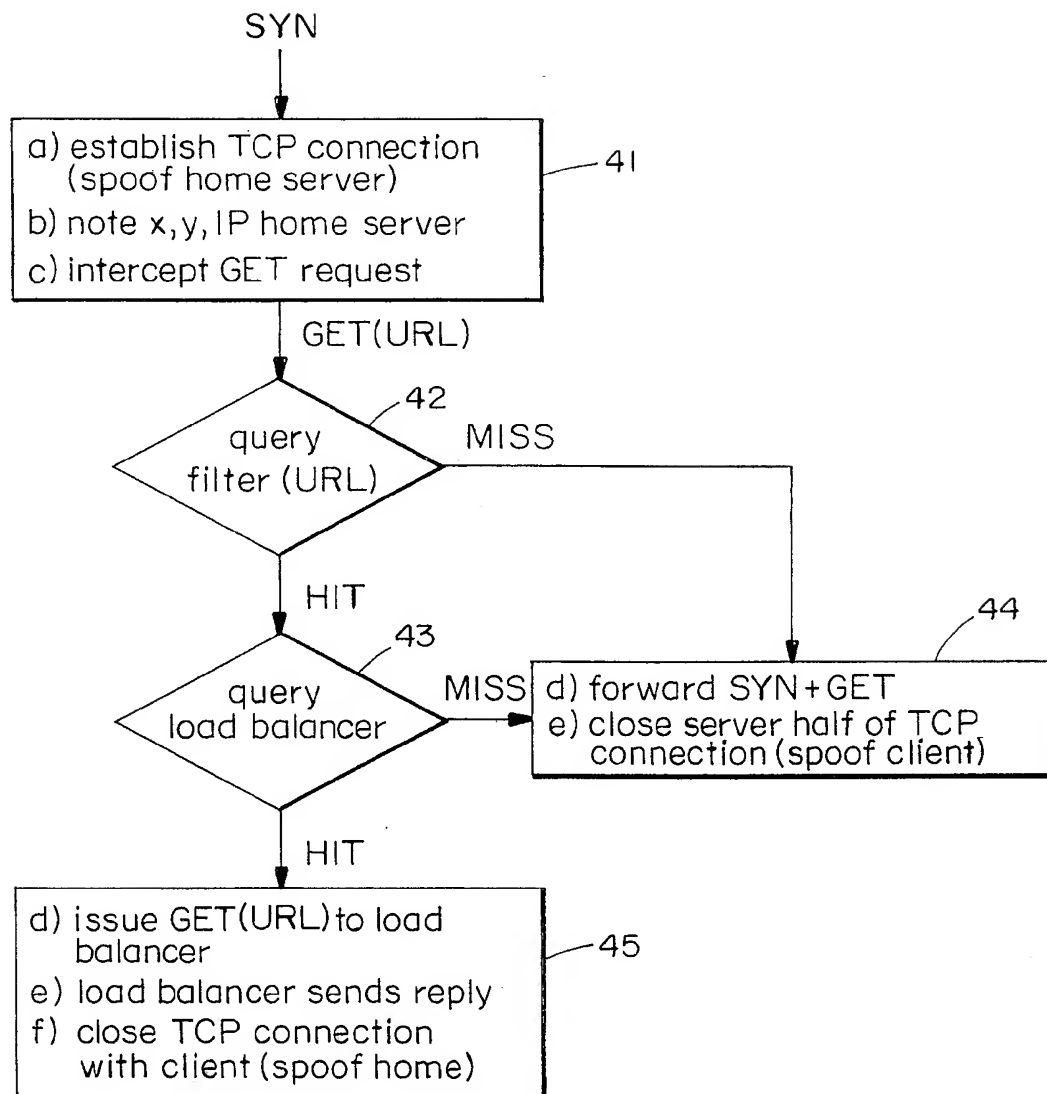 SYN
a) establish TCP connection
(spoof home server)
b) note x, y, IP home server
c) intercept GET request
41
GET(URL)
42
query
filter (URL)
MISS
HIT
43
query
load balancer
MISS
44
d) forward SYN+GET
e) close server half of TCP
connection (spoof client)
HIT
d) issue GET(URL) to load
balancer
e) load balancer sends reply
f) close TCP connection
with client (spoof home)
45